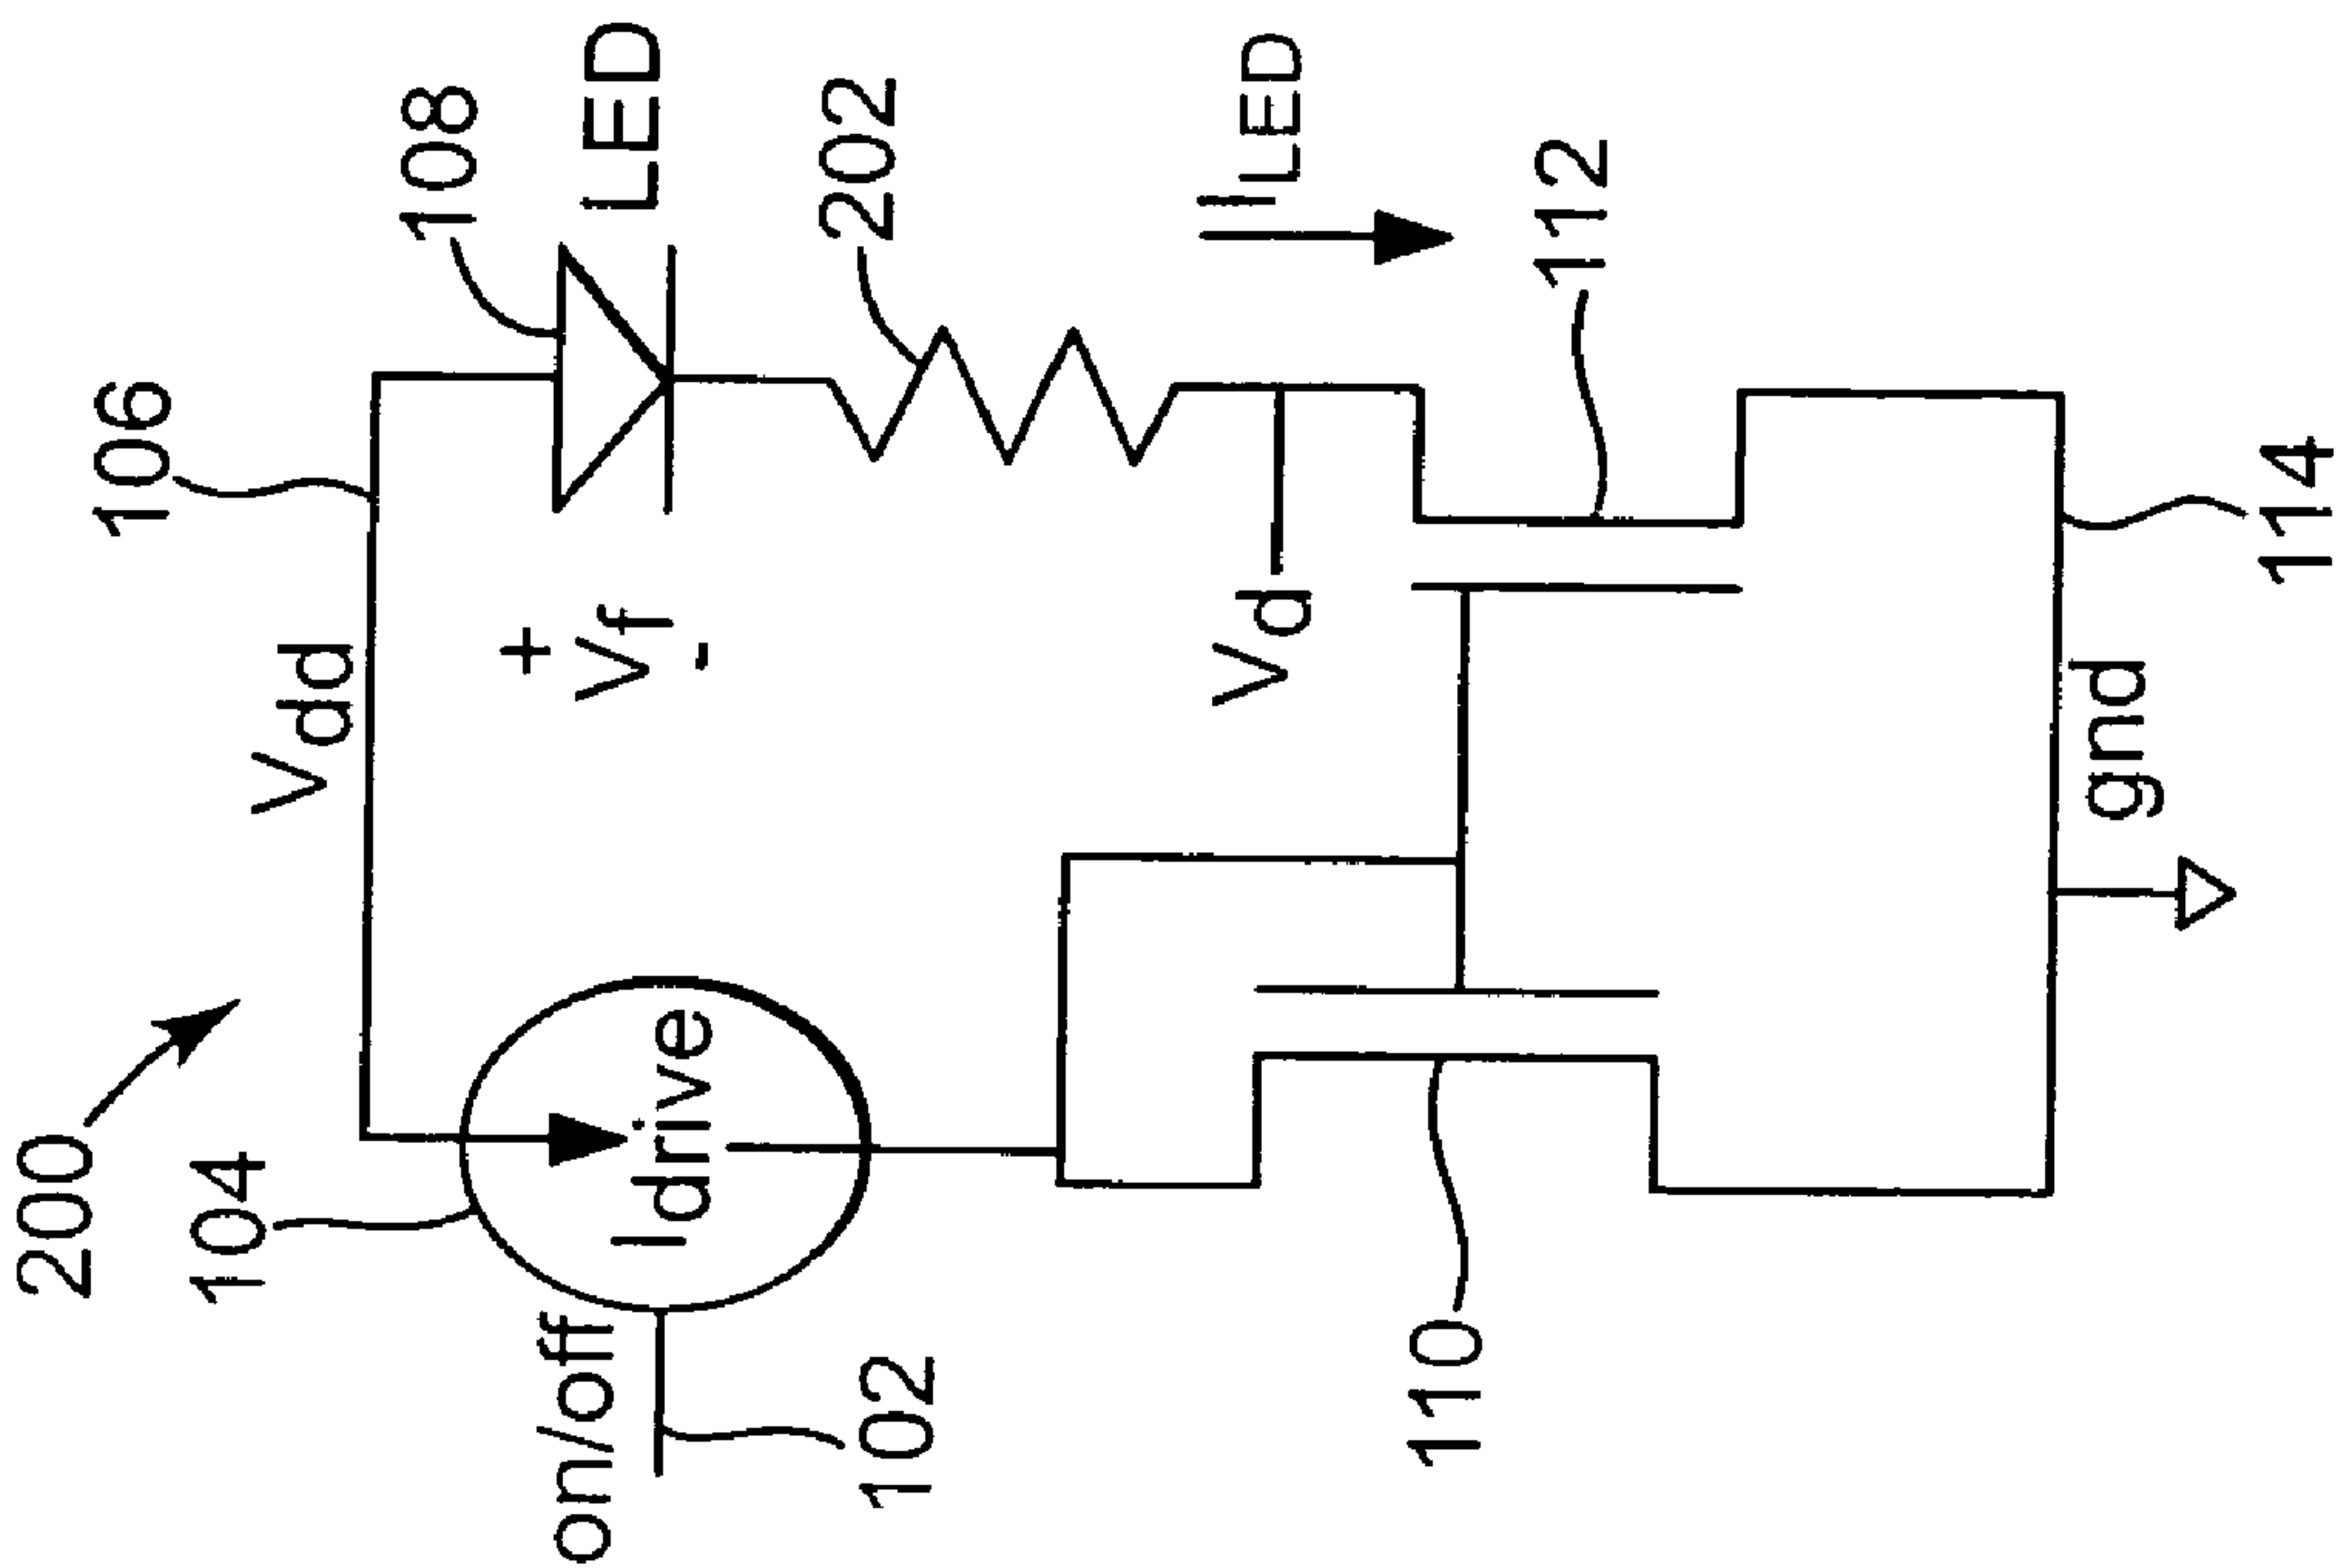 200
104
106
Vdd
108
LED
+
Vf
-
Idrive
on/off
102
202
Vd
ILED
110
112
gnd
114